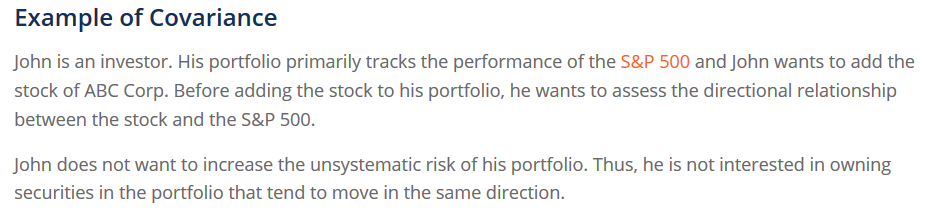 Example of Covariance
John is an investor. His portfolio primarily tracks the performance of the S&P 500 and John wants to add the
stock of ABC Corp. Before adding the stock to his portfolio, he wants to assess the directional relationship
between the stock and the S&P 500.
John does not want to increase the unsystematic risk of his portfolio. Thus, he is not interested in owning
securities in the portfolio that tend to move in the same direction.